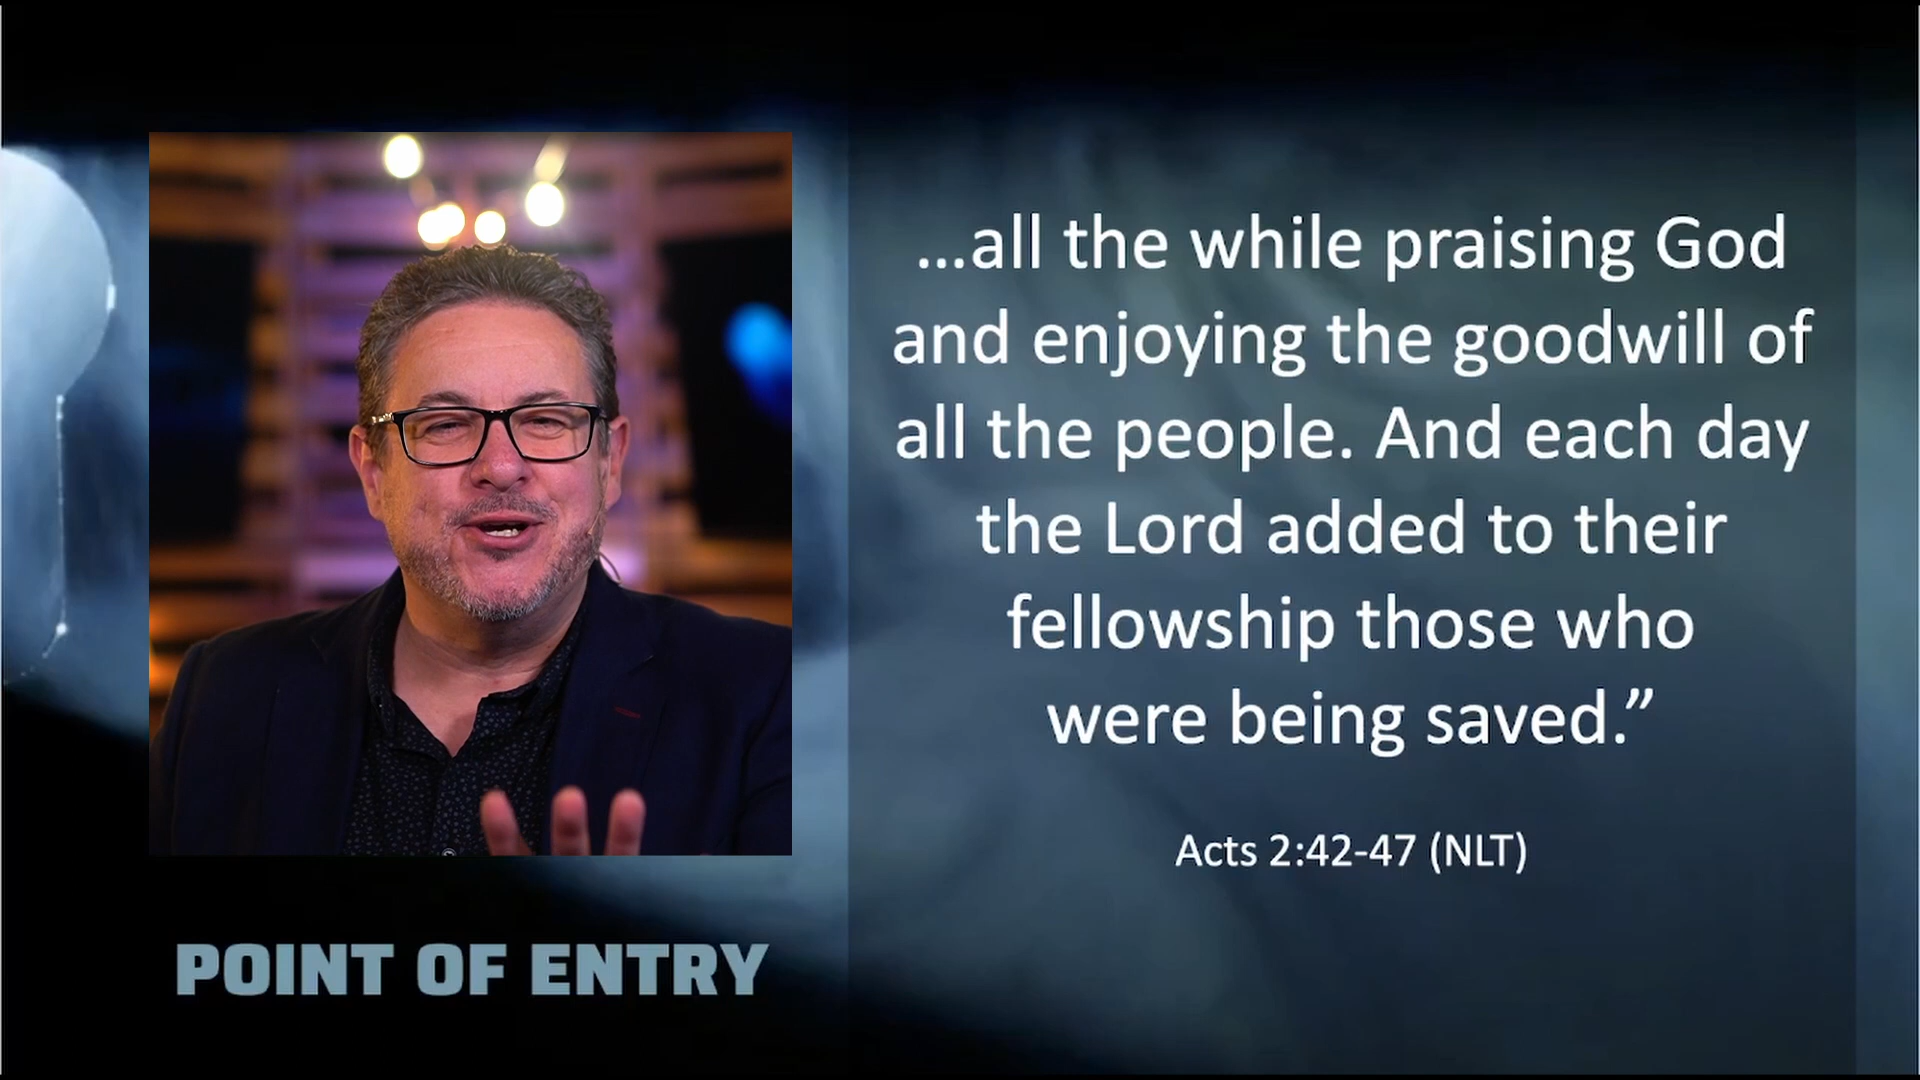 …all the while praising God
and enjoying the goodwill of
all the people. And each day
the Lord added to their
fellowship those who
were being saved.”
Acts 2:42-47 (NLT)
POINT OF ENTRY